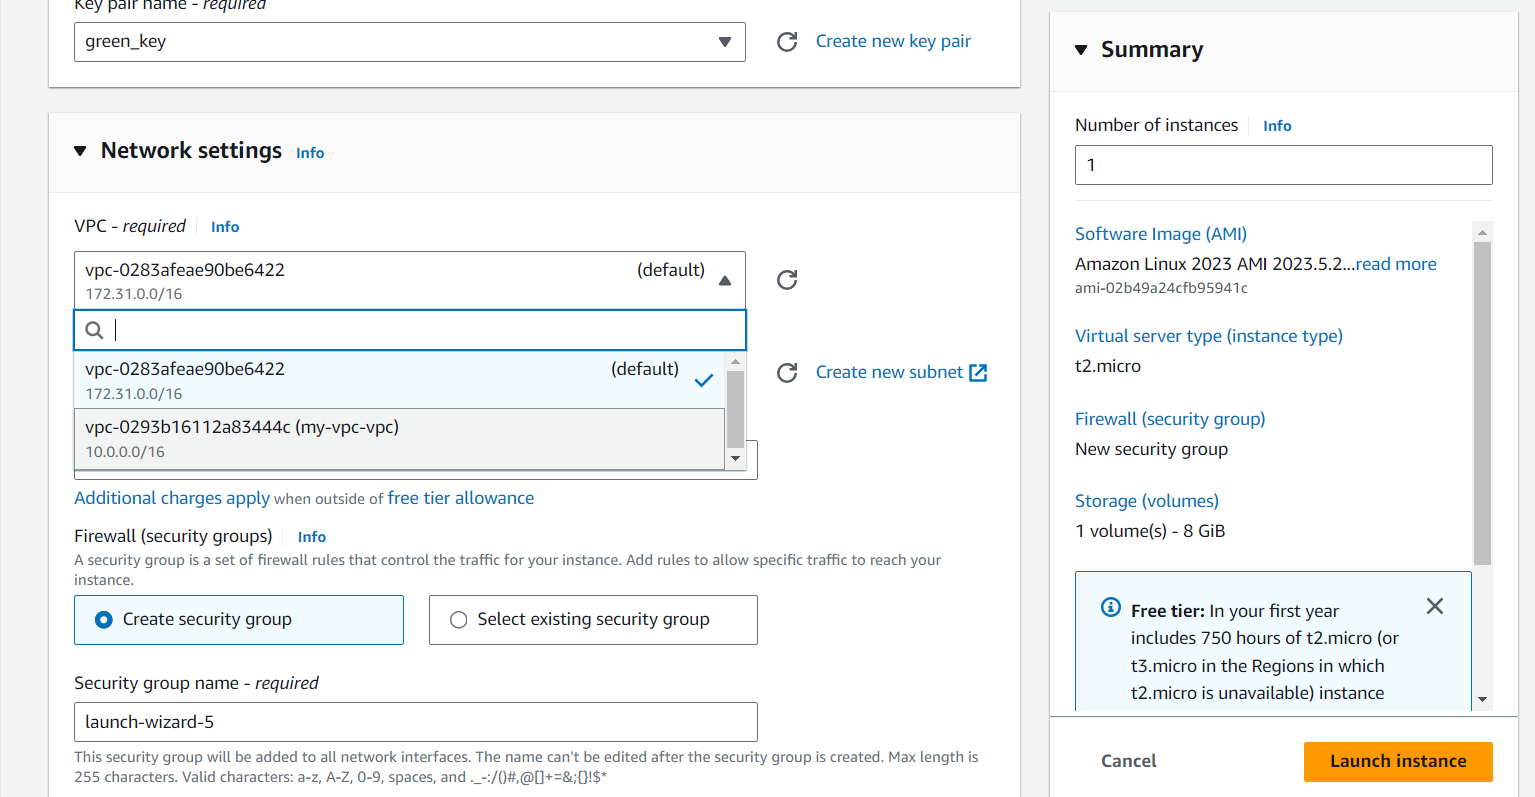 Key pair name - required
green_key
Create new key pair
Network settings Info
VPC - required Info
vpc-0283afeae90be6422 (default)
172.31.0.0/16
vpc-0283afeae90be6422 (default)
172.31.0.0/16
vpc-0293b16112a83444c (my-vpc-vpc)
10.0.0.0/16
Create new subnet
Additional charges apply when outside of free tier allowance
Firewall (security groups) Info
A security group is a set of firewall rules that control the traffic for your instance. Add rules to allow specific traffic to reach your
instance.
Create security group
Select existing security group
Security group name - required
launch-wizard-5
This security group will be added to all network interfaces. The name can't be edited after the security group is created. Max length is
255 characters. Valid characters: a-z, A-Z, 0-9, spaces, and ._-:/()#,@[]+=&;{}!$*
Summary
Number of instances Info
1
Software Image (AMI)
Amazon Linux 2023 AMI 2023.5.2...read more
ami-02b49a24cfb95941c
Virtual server type (instance type)
t2.micro
Firewall (security group)
New security group
Storage (volumes)
1 volume(s) - 8 GiB
Free tier: In your first year
includes 750 hours of t2.micro (or
t3.micro in the Regions in which
t2.micro is unavailable) instance
Cancel
Launch instance